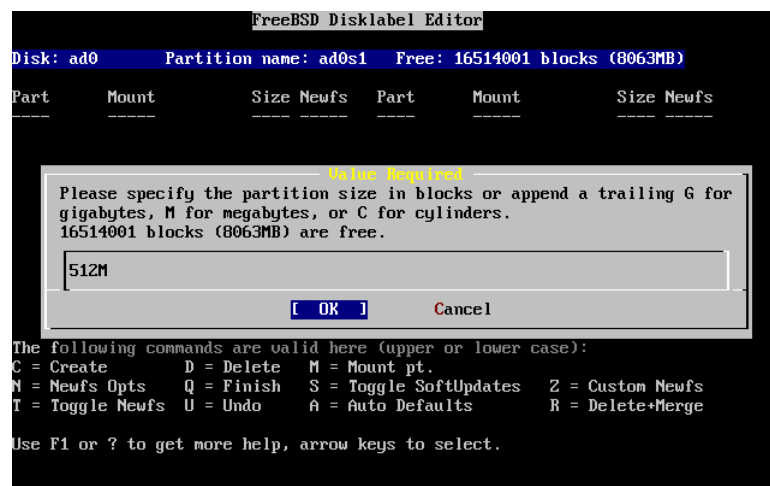 FreeBSD Disklabel Editor
Disk: ad0 Partition name: ad0s1 Free: 16514001 blocks (8063MB)
Part Mount Size Newfs Part Mount Size Newfs
---- ----- ---- ----- ---- ----- ---- -----
Value Required
Please specify the partition size in blocks or append a trailing G for
gigabytes, M for megabytes, or C for cylinders.
16514001 blocks (8063MB) are free.
512M
[ OK ] Cancel
The following commands are valid here (upper or lower case):
C = Create D = Delete M = Mount pt.
N = Newfs Opts Q = Finish S = Toggle SoftUpdates Z = Custom Newfs
T = Toggle Newfs U = Undo A = Auto Defaults R = Delete+Merge
Use F1 or ? to get more help, arrow keys to select.